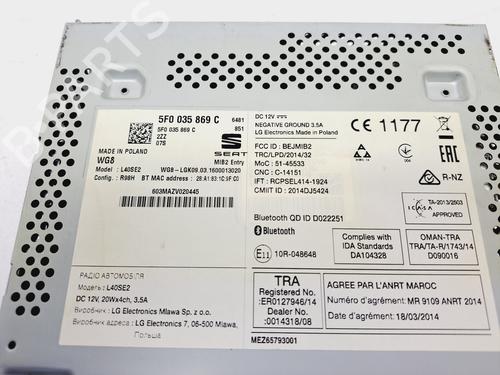 5F0 035 869 C 6481
5F0 035 869 C 851
2ZZ
07S
MADE IN POLAND
SEAT
WG8
MIB2 Entry
Model : L40SE2 WG8 - LGK09.03.1600013020
Config.: R98H BT MAC address : 28:A1:83:1C:9F:C0
603MAZV020445
DC 12V
NEGATIVE GROUND 3.5A
LG Electronics Made in Poland
CE 1177
FCC ID : BEJMIB2
TRC/LPD/2014/32
MoC : 51-45533
CNC : C-14151
IFT : RCPSEL414-1924
CMIIT ID : 2014DJ5424
R-NZ
ICASA
TA-2013/2503
APPROVED
Bluetooth QD ID D022251
Bluetooth
E11 10R-048648
Complies with
IDA Standards
DA104328
OMAN-TRA
TRA/TA-R/1743/14
D090016
РАДІО АВТОМОБІЛЯ
Модель : L40SE2
DC 12V, 20Wx4ch, 3.5A
Виробник : LG Electronics Mlawa Sp. z o.o.
Адреса виробника : LG Electronics 7, 06-500 Mlawa,
Польша
TRA
Registered No.
:ER0127946/14
Dealer No.
:0014318/08
AGREE PAR L'ANRT MAROC
Numéro d'agrément: MR 9109 ANRT 2014
Date d'agrément: 18/03/2014
MEZ65793001